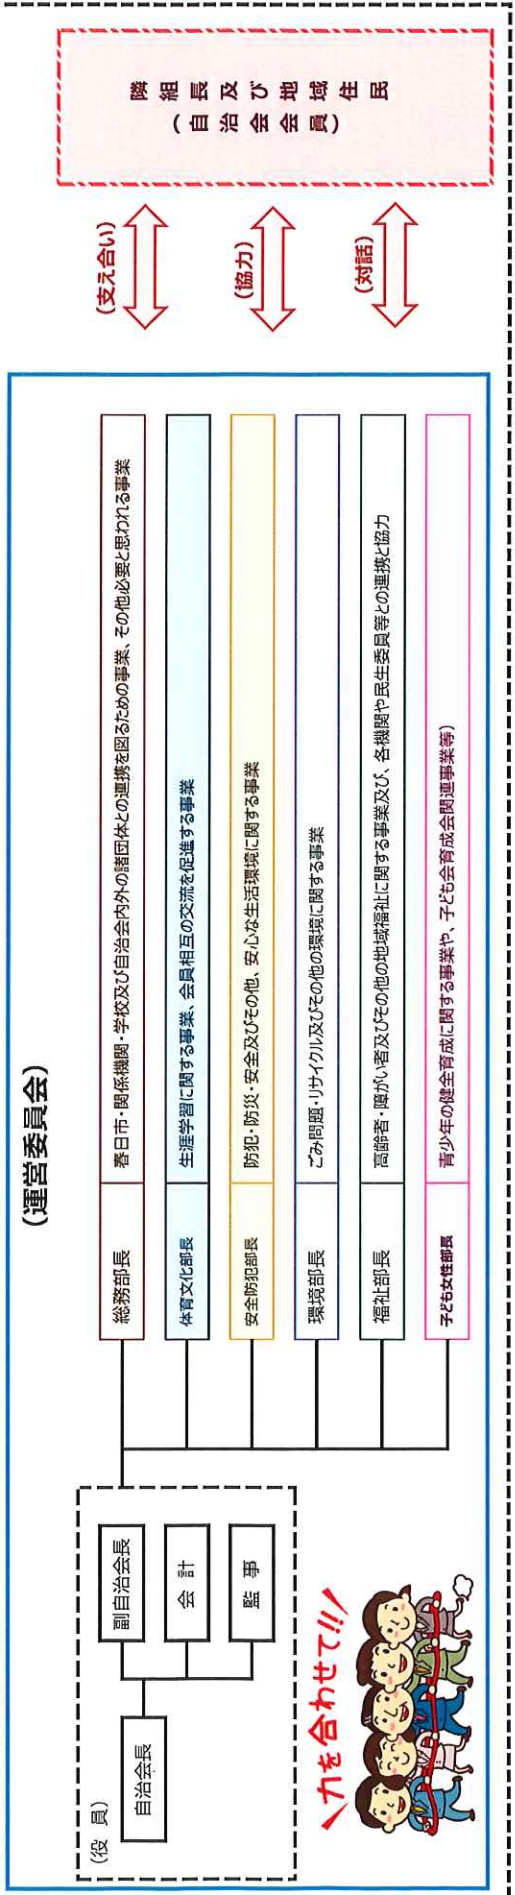 (運営委員会)
(役 員)
自治会長
副自治会長
会 計
監 事
総務部長
春日市・関係機関・学校及び自治会内外の諸団体との連携を図るための事業、その他必要と思われる事業
体育文化部長
生涯学習に関する事業、会員相互の交流を促進する事業
安全防犯部長
防犯・防災・安全及びその他、安心な生活環境に関する事業
環境部長
ごみ問題・リサイクル及びその他の環境に関する事業
福祉部長
高齢者・障がい者及びその他の地域福祉に関する事業及び、各機関や民生委員等との連携と協力
子ども女性部長
青少年の健全育成に関する事業や、子ども会育成会関連事業等)
力を合わせて!!
(支え合い)
(協力)
(対話)
隣組長及び地域住民
(自治会会員)